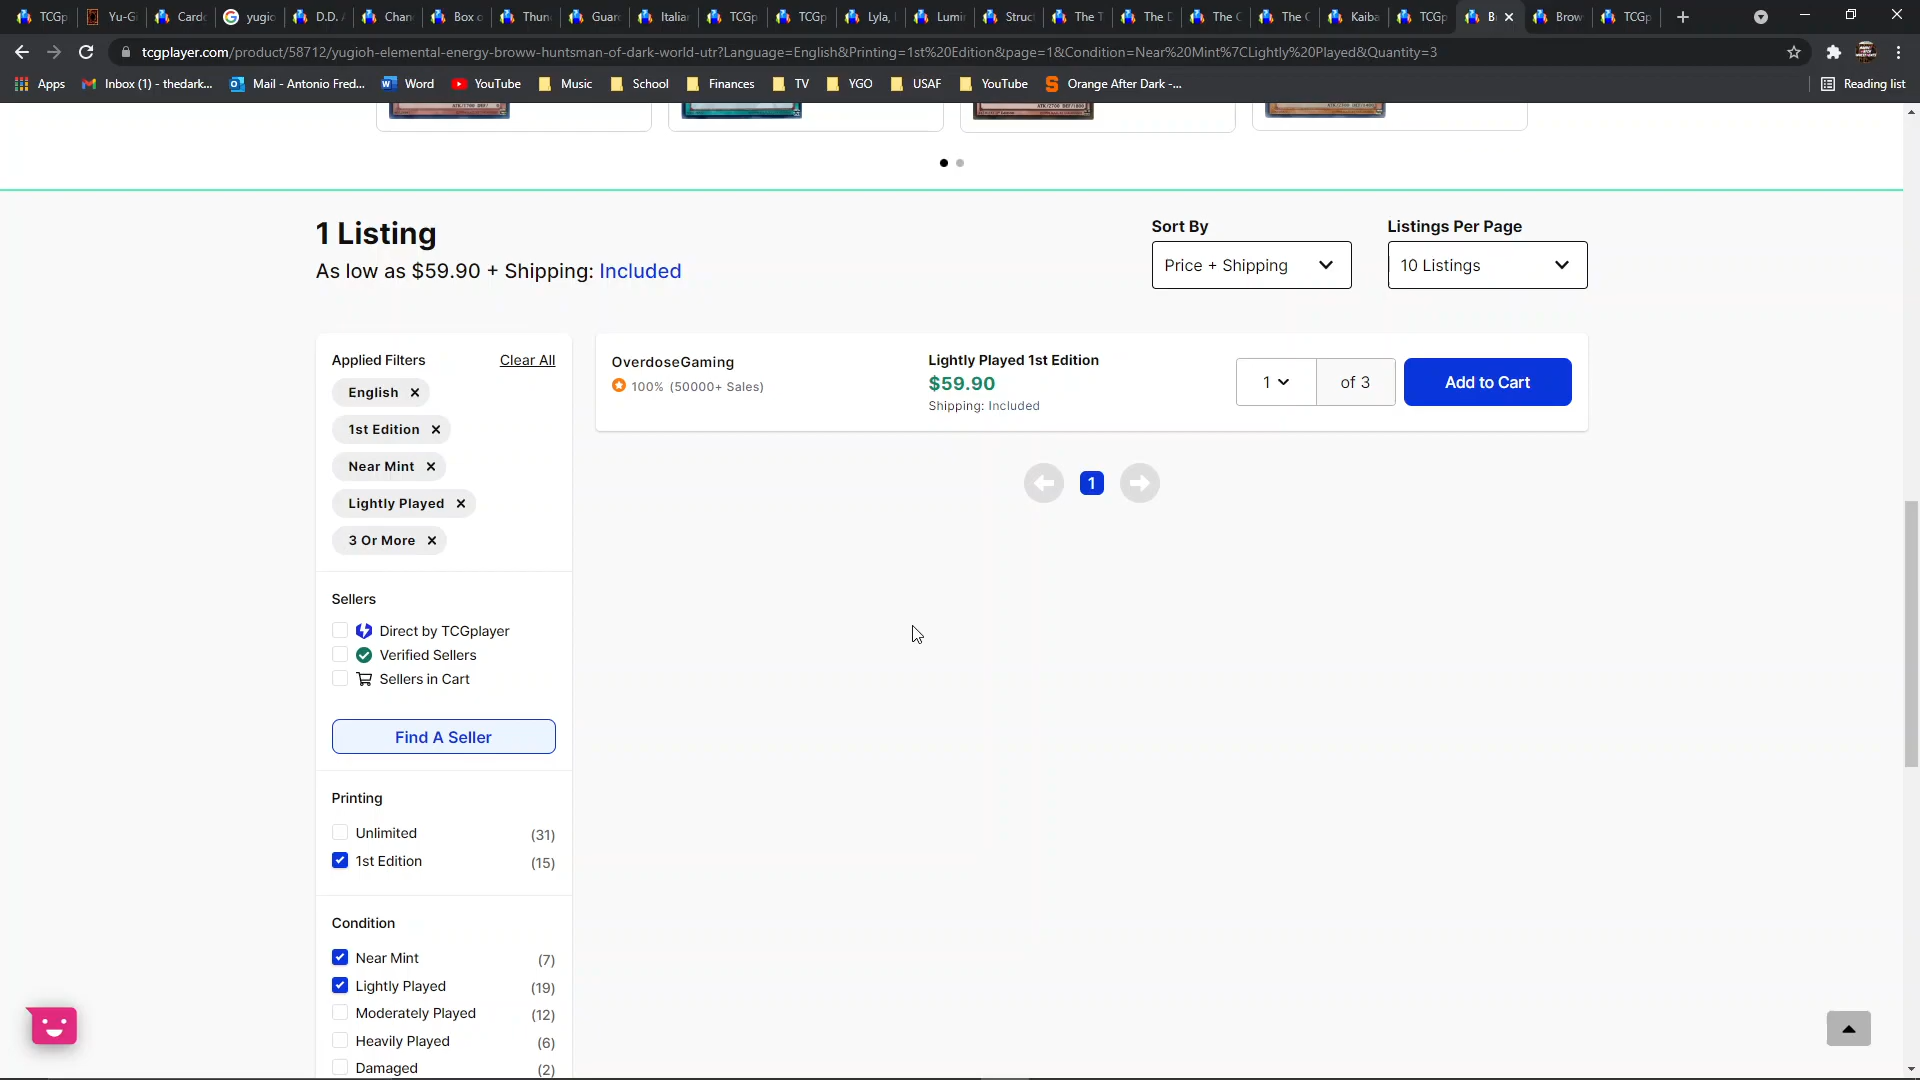 TCGp Yu-Gi Cardc yugio D.D. Chan Box o Thun Guar Italia TCGp TCGp Lyla, Lumi Struc The T The D The C The C Kaiba TCGp B Brow TCGp
tcgplayer.com/product/58712/yugioh-elemental-energy-broww-huntsman-of-dark-world-utr?Language=English&Printing=1st%20Edition&page=1&Condition=Near%20Mint%7CLightly%20Played&Quantity=3
Apps Inbox (1) - thedark... Mail - Antonio Fred... Word YouTube Music School Finances TV YGO USAF YouTube Orange After Dark -... Reading list
1 Listing
As low as $59.90 + Shipping: Included
Sort By
Price + Shipping
Listings Per Page
10 Listings
Applied Filters Clear All
English ✕
1st Edition ✕
Near Mint ✕
Lightly Played ✕
3 Or More ✕
OverdoseGaming
100% (50000+ Sales)
Lightly Played 1st Edition
$59.90
Shipping: Included
1 of 3 Add to Cart
1
Sellers
Direct by TCGplayer
Verified Sellers
Sellers in Cart
Find A Seller
Printing
Unlimited (31)
1st Edition (15)
Condition
Near Mint (7)
Lightly Played (19)
Moderately Played (12)
Heavily Played (6)
Damaged (2)